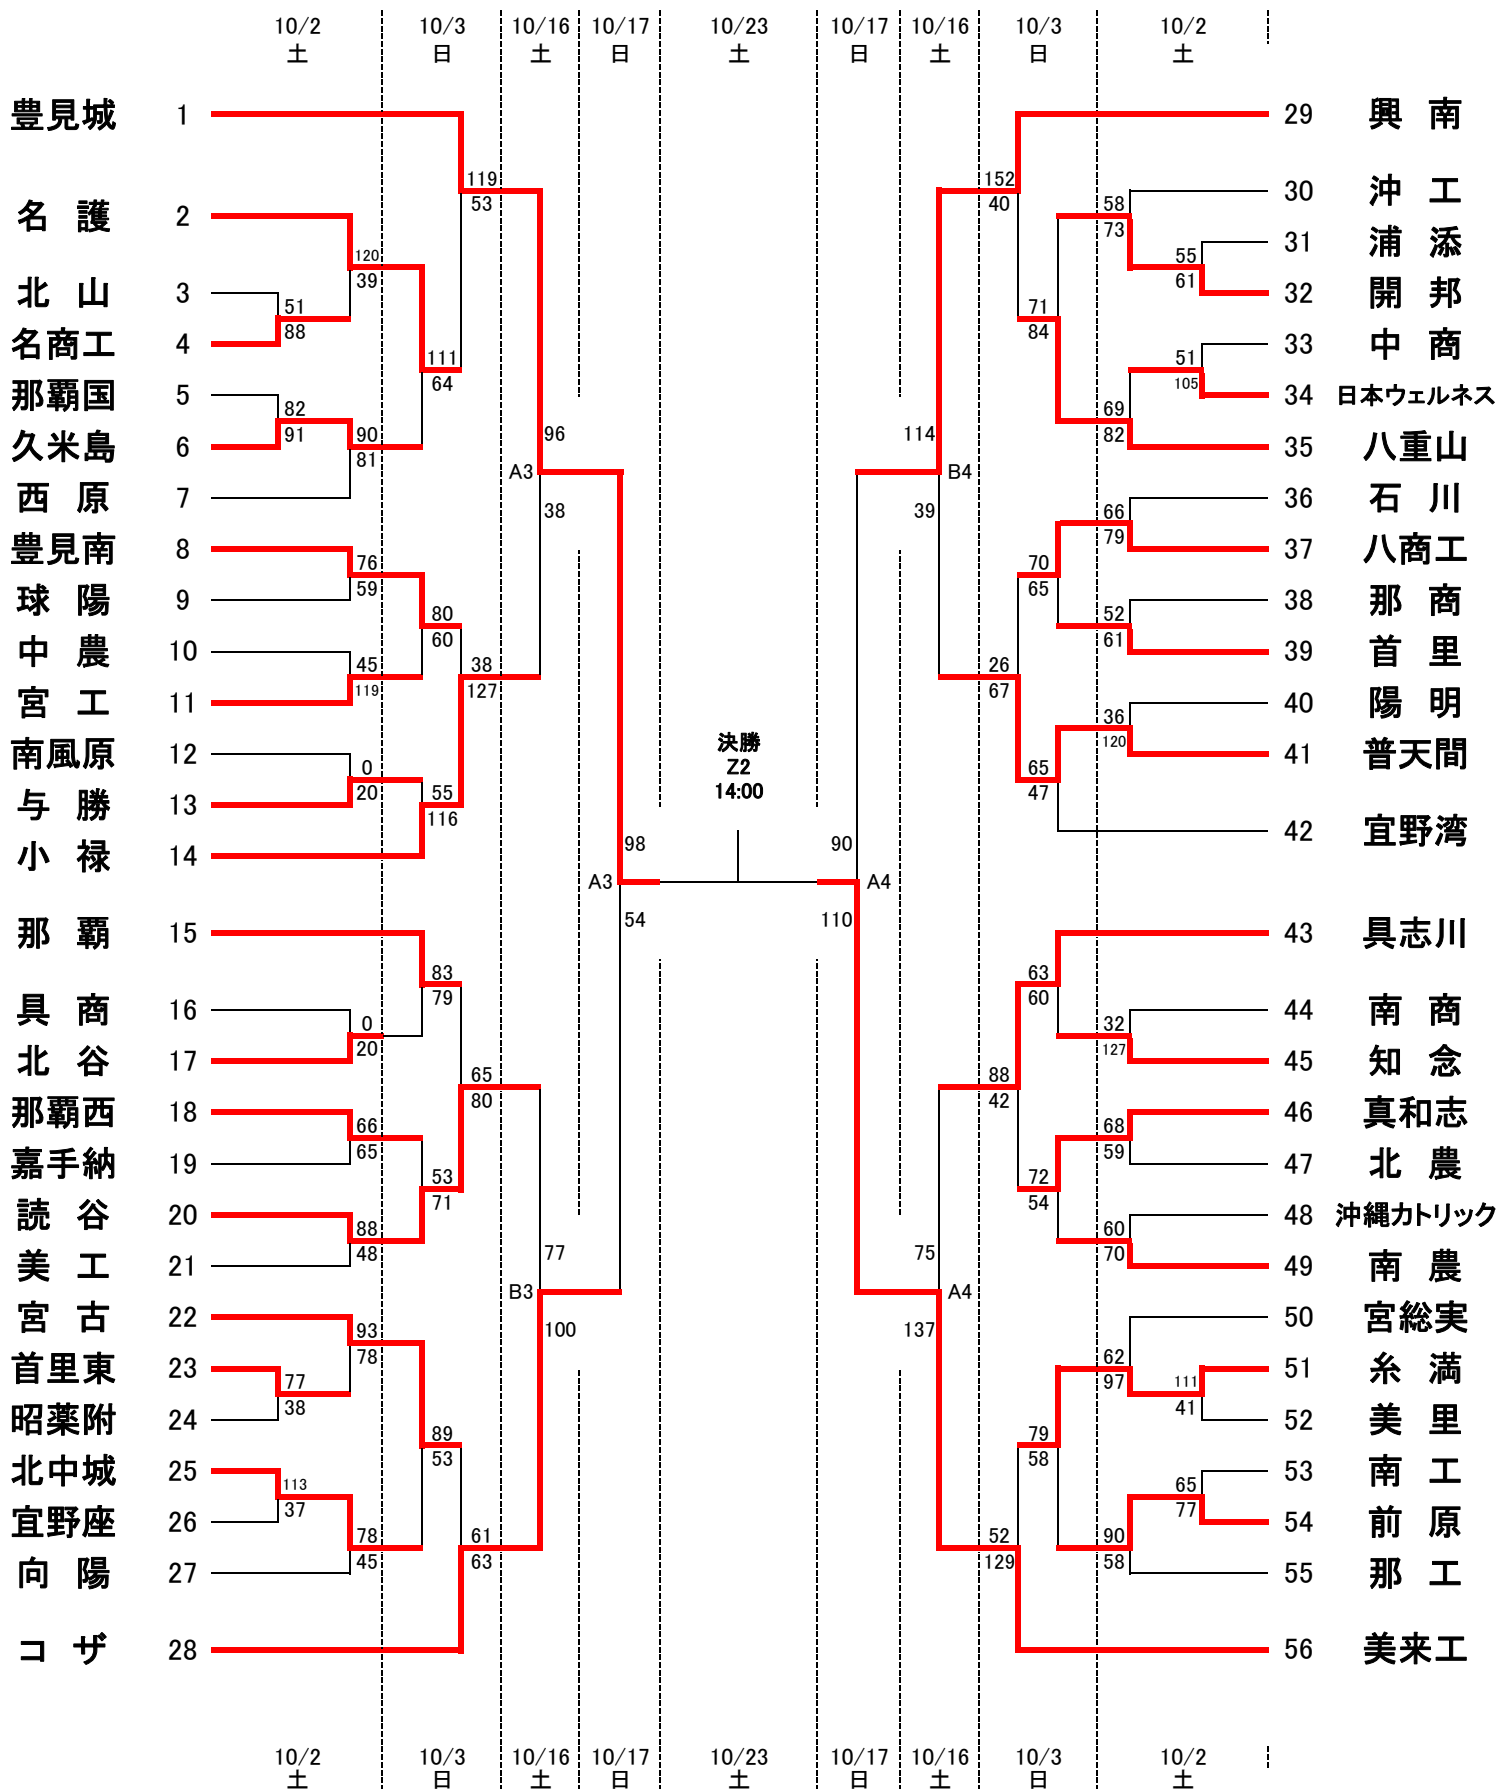 10/2 10/3 10/16 10/17 10/23 10/17 10/16 10/3 10/2
土 日 土 日 土 日 土 日 土
豊見城 1 29 興南
119 152
沖工 30
53 40
名護 2 58
73
31 浦添
120 55
39 61
北山 3 32 開邦
51 71
88 84
名商工 4 33 中商
111 51
64 105
那覇国 5 34 日本ウェルネス
82 69
91 82
久米島 6 90 96 114 35 八重山
81
A3 B4
西原 7 36 石川
38 39 66
79
豊見南 8 37 八商工
76 70
59 65
球陽 9 38 那商
80 52
60 61
中農 10 39 首里
45 38 26
119 127 67
宮工 11 40 陽明
36
120
南風原 12 決勝 41 普天間
0 Z2 65
20 55 14:00 47
与勝 13
116
42 宜野湾
小禄 14 98 90
A3 A4
54 110
那覇 15 43 具志川
83 63
79 60
具商 16 44 南商
0 32
20 127
北谷 17 45 知念
65 88
80 42
那覇西 18 46 真和志
66 68
65 59
嘉手納 19 47 北農
53 72
71 54
読谷 20 48 沖縄カトリック
88 60
48 77 75 70
美工 21 49 南農
B3 A4
宮古 22 50 宮総実
93 100 137
78 62
97
首里東 23 51 糸満
77 111
38 41
昭薬附 24 52 美里
89 79
53 58
北中城 25 53 南工
113 65
37 77
宜野座 26 54 前原
78 61 52 90
45 63 129 58
向陽 27 55 那工
コザ 28 56 美来工
10/2 10/3 10/16 10/17 10/23 10/17 10/16 10/3 10/2
土 日 土 日 土 日 土 日 土